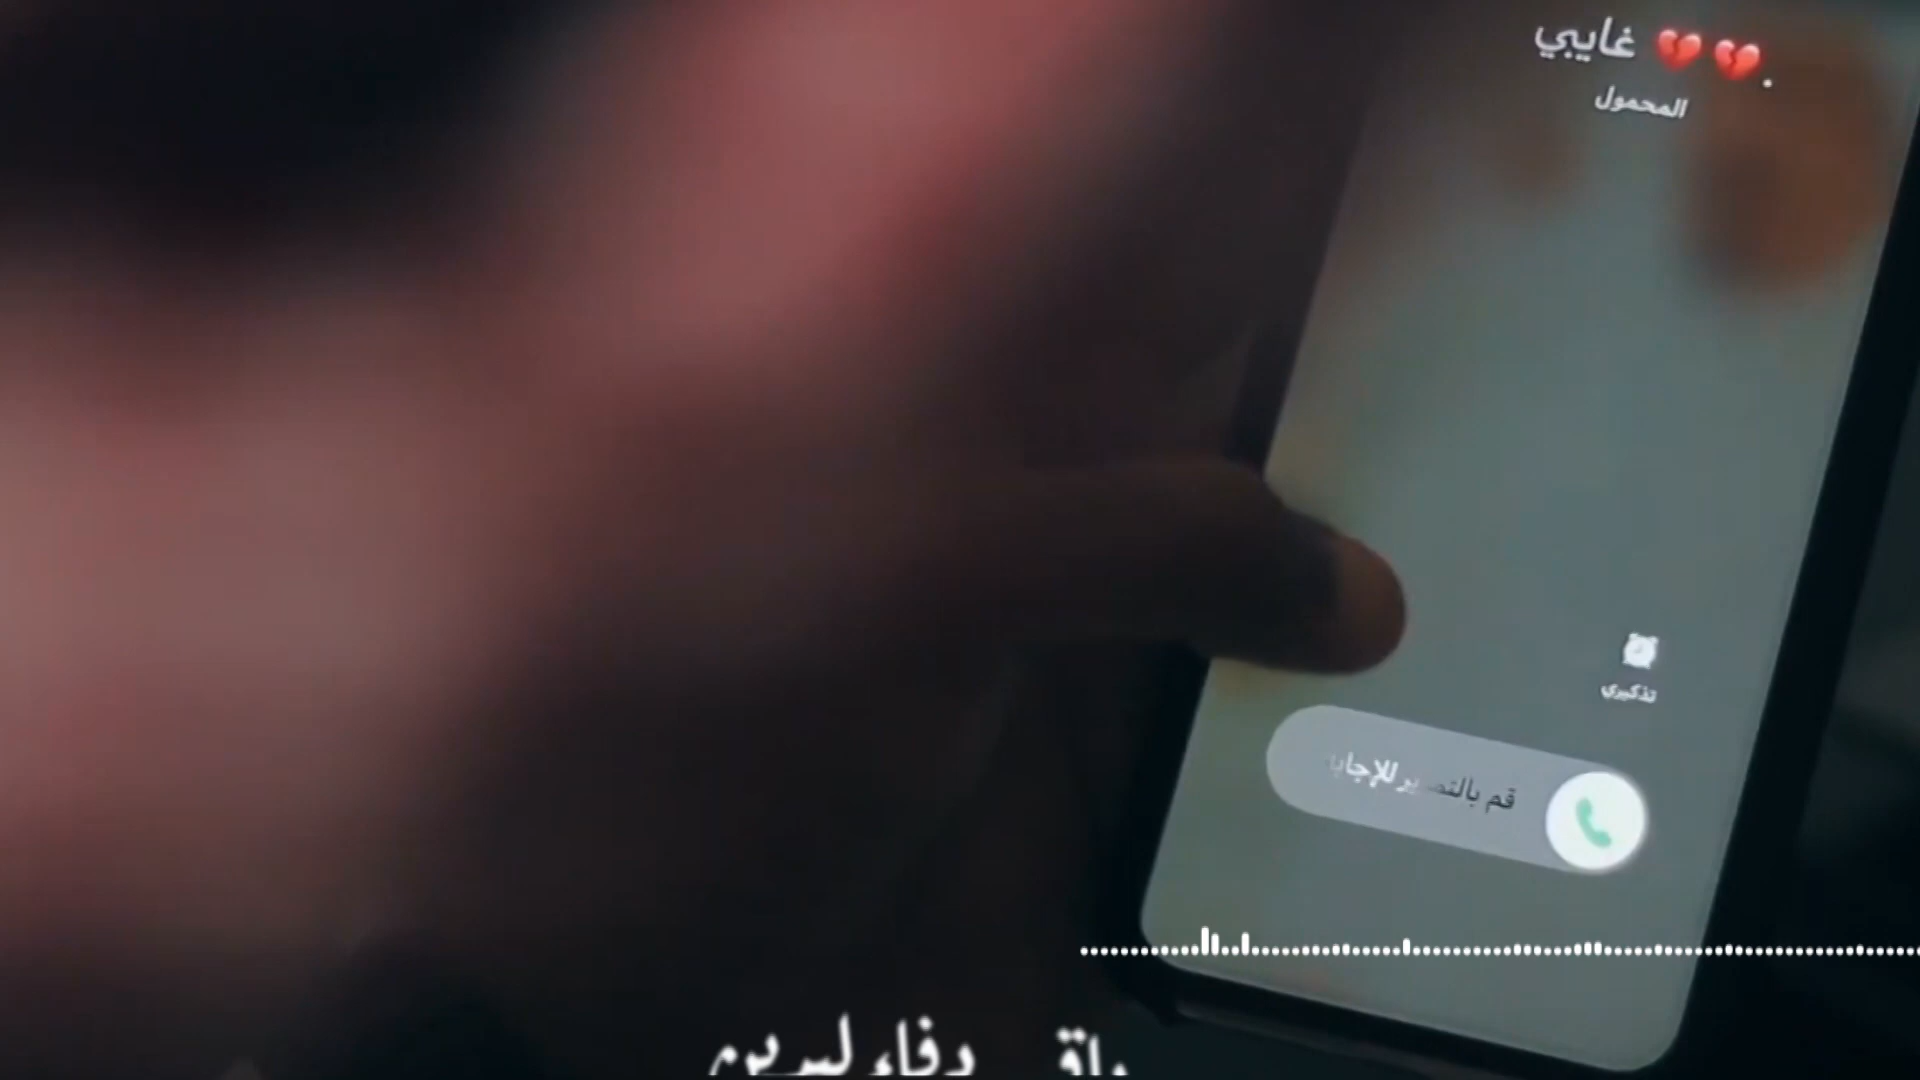 غايبي 💔💔.
المحمول
تذكيري
قم بالتمرير للإجابة